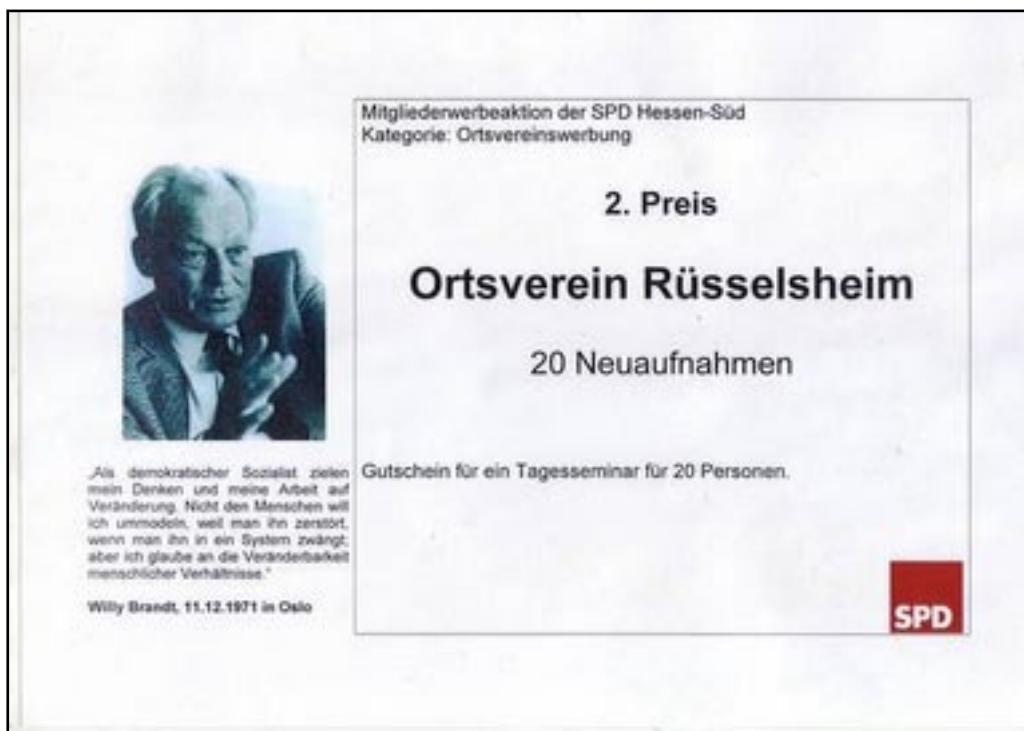 Mitgliederwerbeaktion der SPD Hessen-Süd
Kategorie: Ortsvereinswerbung
2. Preis
Ortsverein Rüsselsheim
20 Neuaufnahmen
Gutschein für ein Tagesseminar für 20 Personen.
„Als demokratischer Sozialist zielen
mein Denken und meine Arbeit auf
Veränderung. Nicht den Menschen will
ich ummodeln, weil man ihn zerstört,
wenn man ihn in ein System zwängt;
aber ich glaube an die Veränderbarkeit
menschlicher Verhältnisse."
Willy Brandt, 11.12.1971 in Oslo
SPD